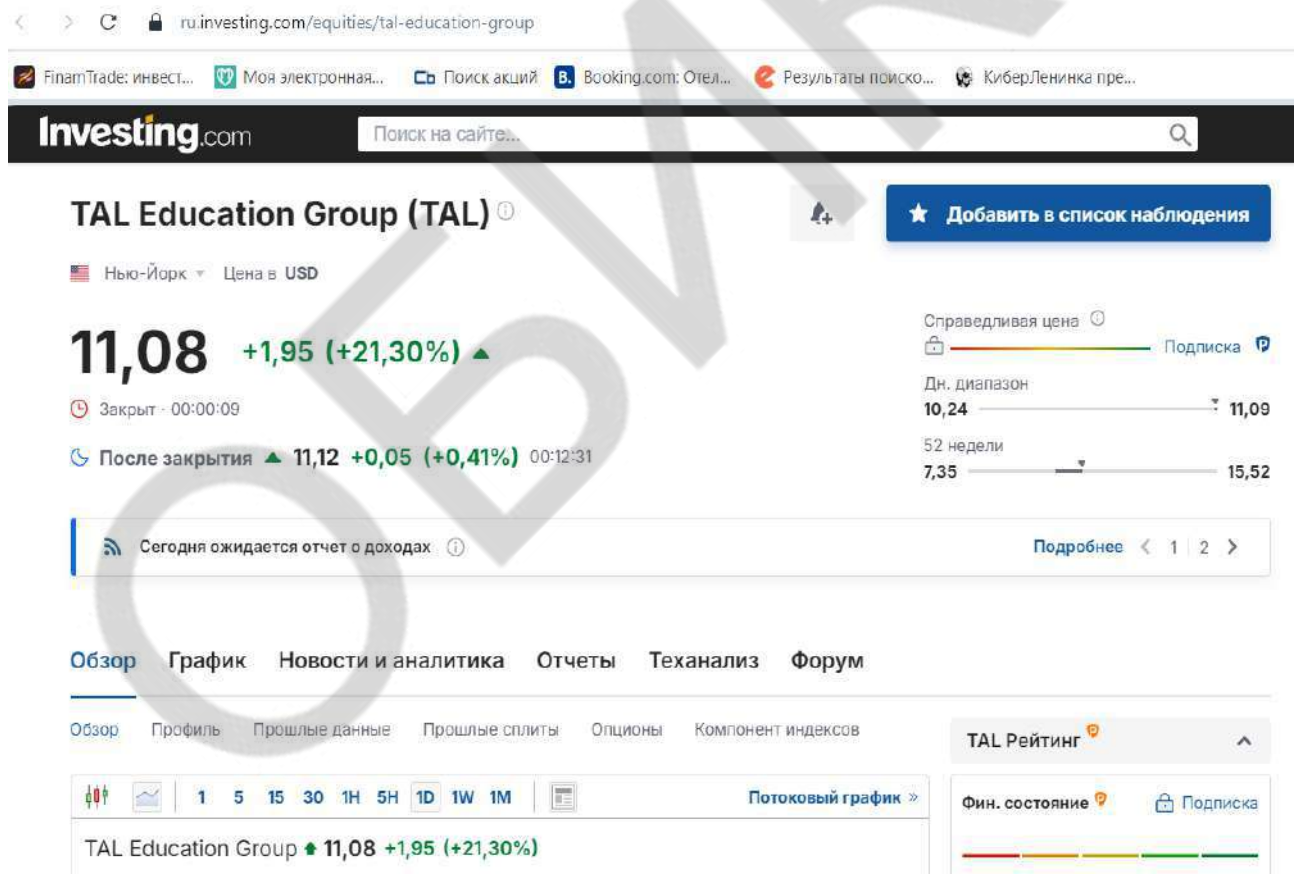 ru.investing.com/equities/tal-education-group
FinamTrade: инвест... Моя электронная... Поиск акций B. Booking.com: Отел... Результаты поиско... КиберЛенинка пре...
Investing.com Поиск на сайте...
TAL Education Group (TAL) Добавить в список наблюдения
Нью-Йорк Цена в USD
11,08 +1,95 (+21,30%)
Справедливая цена
Подписка
Закрыт · 00:00:09
Дн. диапазон
10,24 11,09
После закрытия 11,12 +0,05 (+0,41%) 00:12:31
52 недели
7,35 15,52
Сегодня ожидается отчет о доходах Подробнее < 1 2 >
Обзор График Новости и аналитика Отчеты Теханализ Форум
Обзор Профиль Прошлые данные Прошлые сплиты Опционы Компонент индексов
TAL Рейтинг
1 5 15 30 1H 5H 1D 1W 1M Потоковый график »
Фин. состояние Подписка
TAL Education Group 11,08 +1,95 (+21,30%)